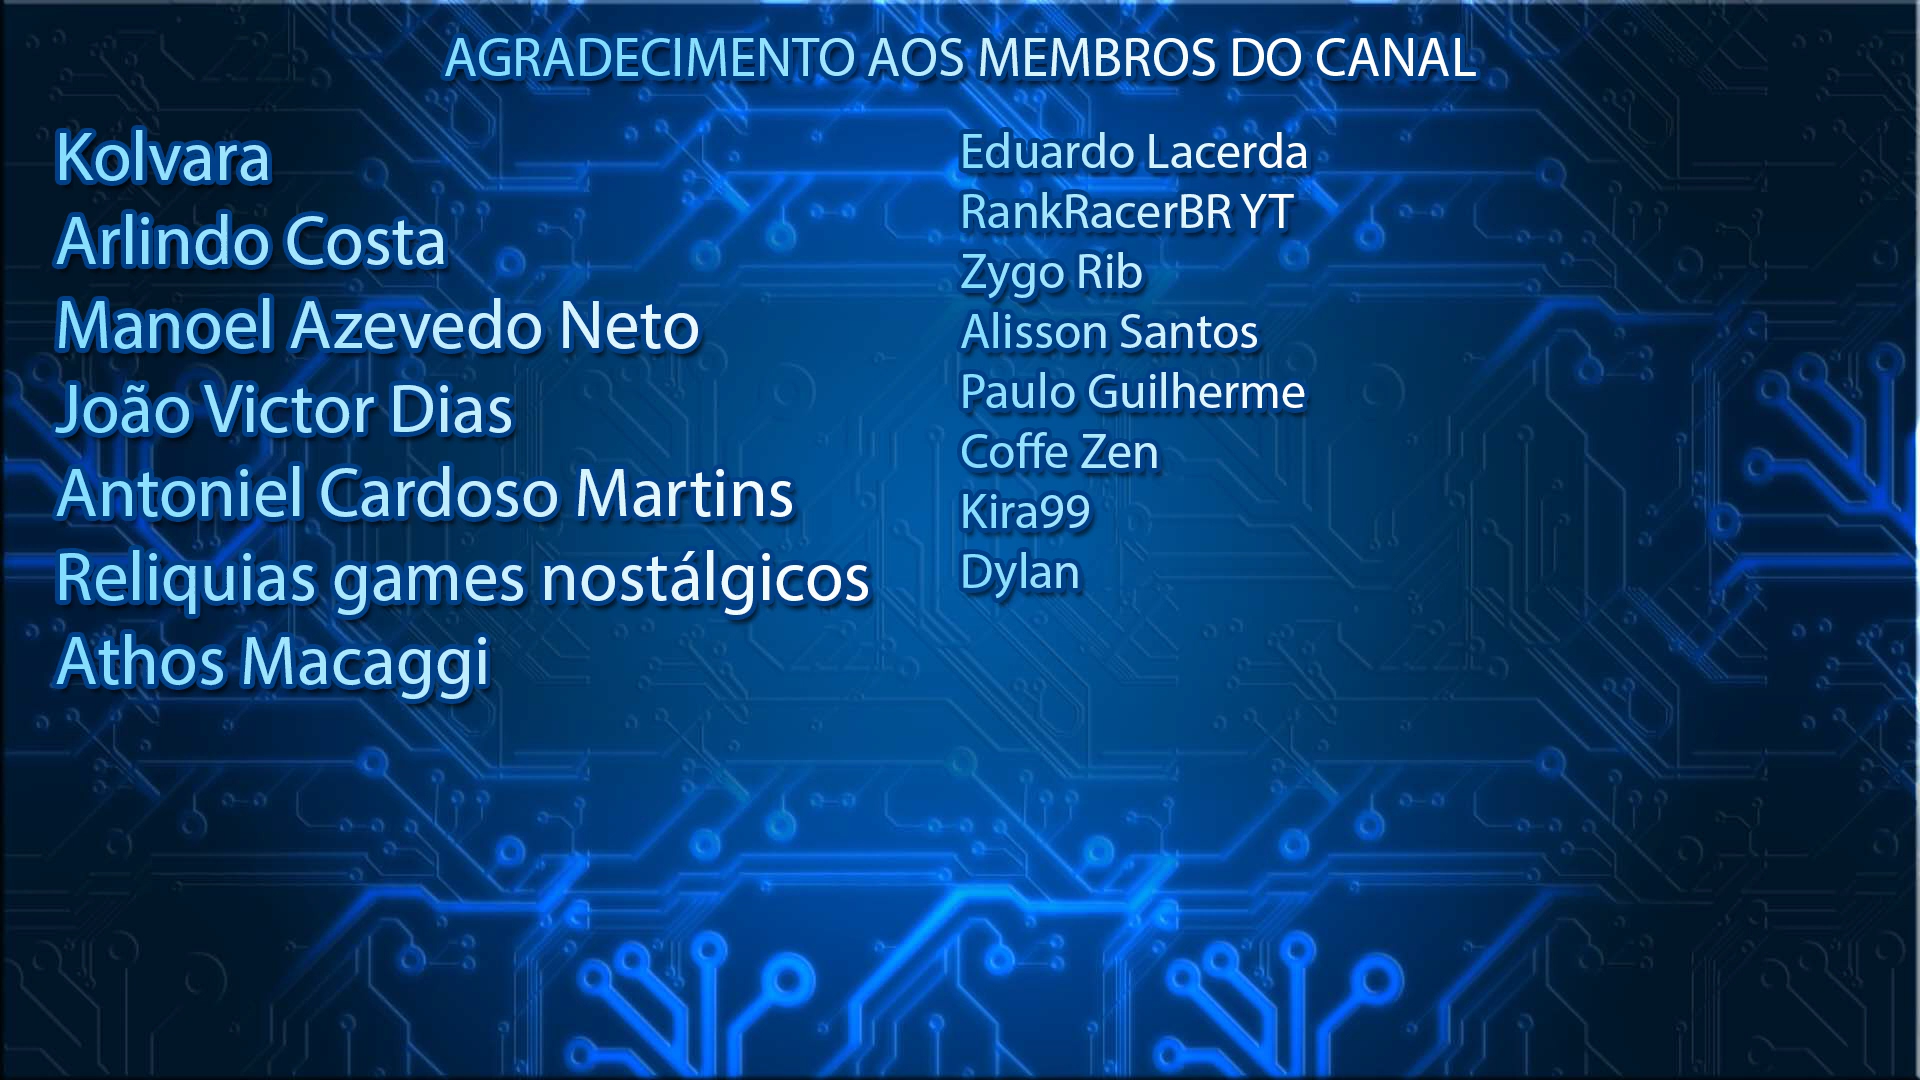 AGRADECIMENTO AOS MEMBROS DO CANAL
Kolvara
Arlindo Costa
Manoel Azevedo Neto
João Victor Dias
Antoniel Cardoso Martins
Reliquias games nostálgicos
Athos Macaggi
Eduardo Lacerda
RankRacerBR YT
Zygo Rib
Alisson Santos
Paulo Guilherme
Coffe Zen
Kira99
Dylan